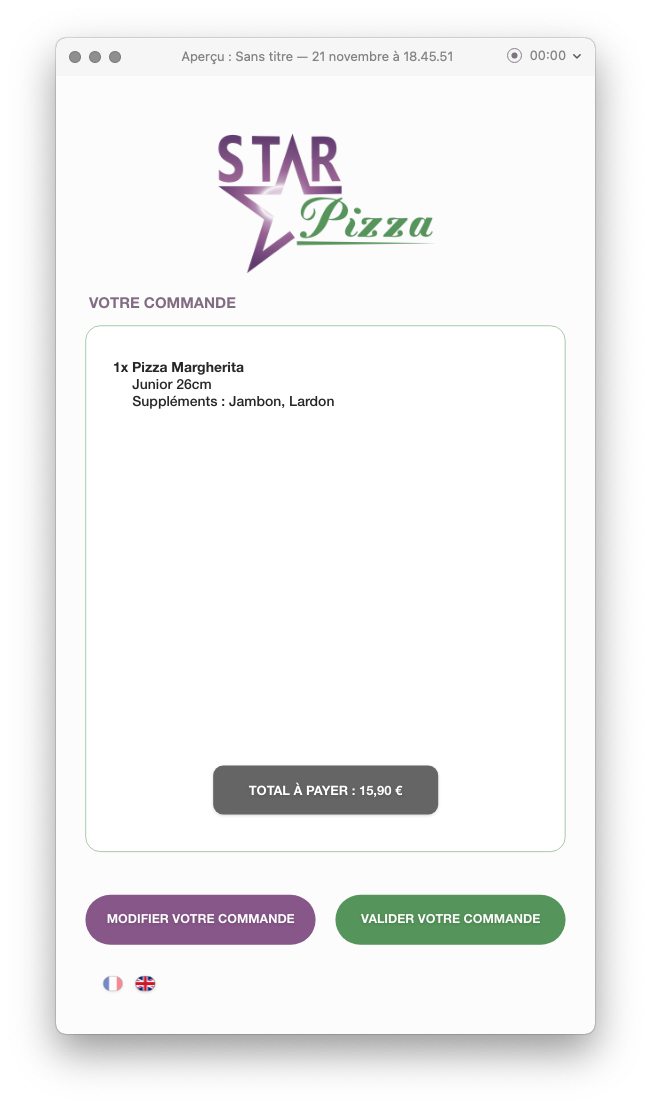 Aperçu : Sans titre — 21 novembre à 18.45.51
00:00
STAR
Pizza
VOTRE COMMANDE
1x Pizza Margherita
Junior 26cm
Suppléments : Jambon, Lardon
TOTAL À PAYER : 15,90 €
MODIFIER VOTRE COMMANDE
VALIDER VOTRE COMMANDE